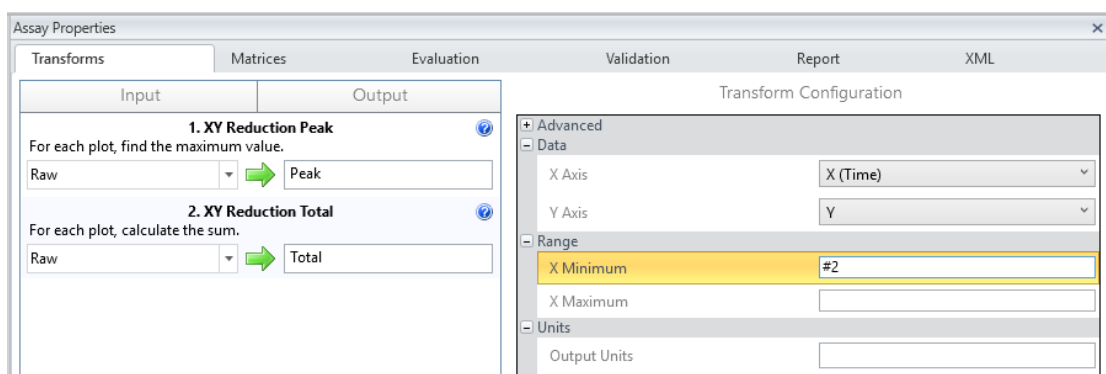 Assay Properties
Transforms Matrices Evaluation Validation Report XML
Input Output
1. XY Reduction Peak
For each plot, find the maximum value.
Raw Peak
2. XY Reduction Total
For each plot, calculate the sum.
Raw Total
Transform Configuration
Advanced
Data
X Axis X (Time)
Y Axis Y
Range
X Minimum #2
X Maximum
Units
Output Units